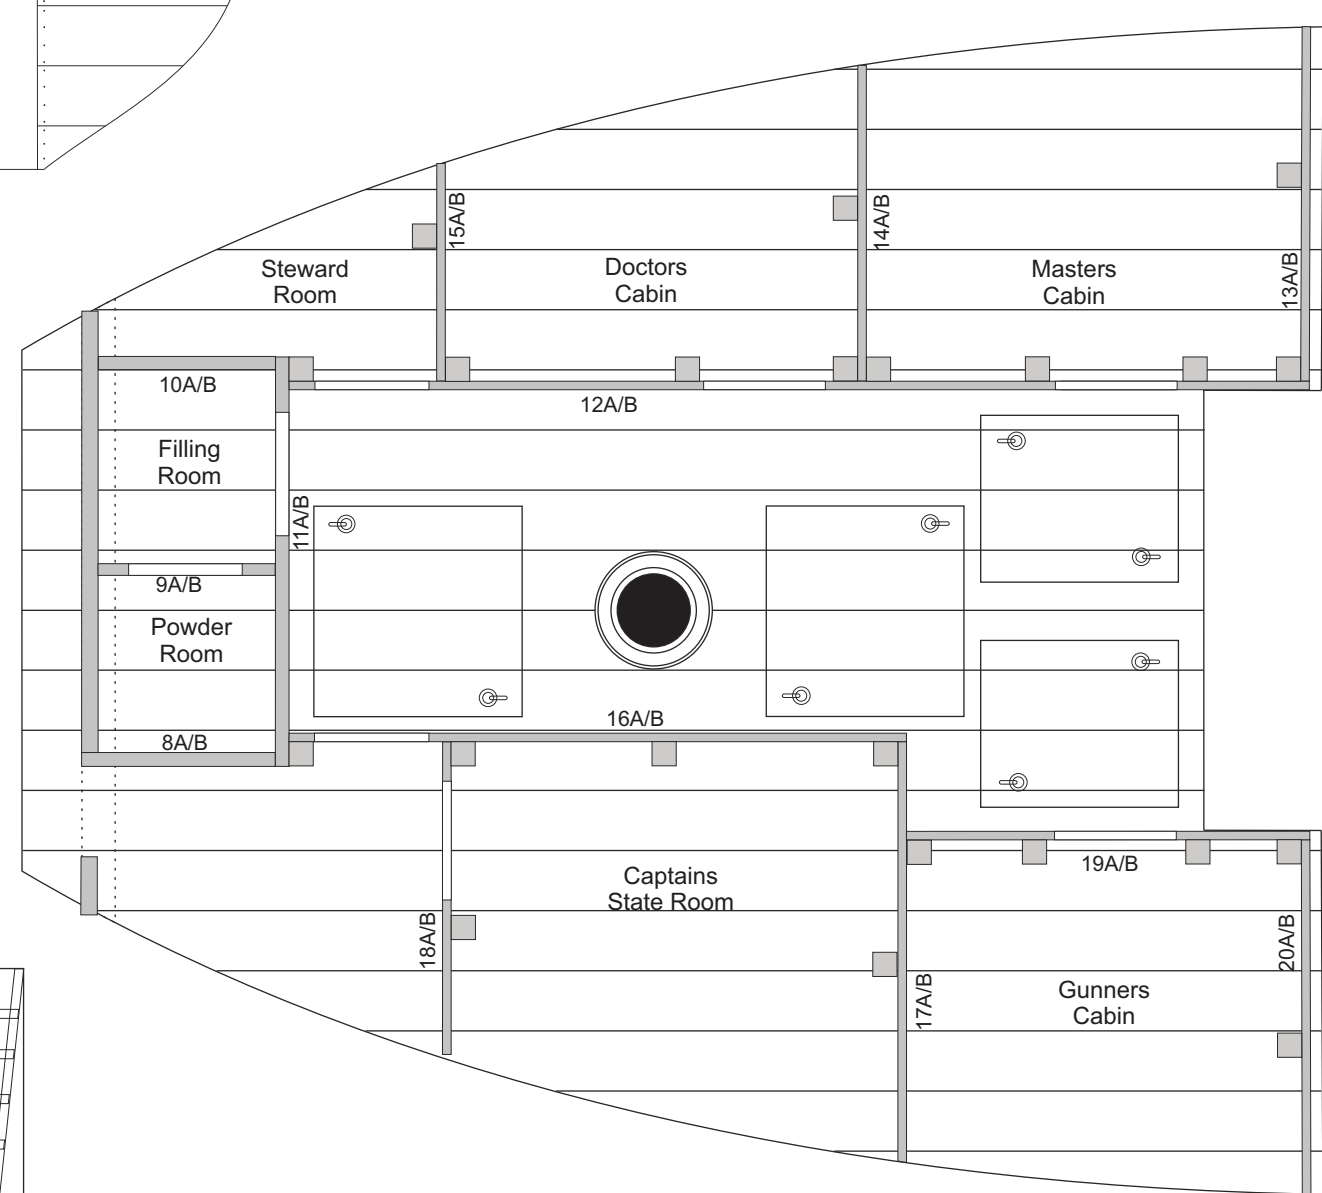 15A/B
14A/B
13A/B
Steward
Room
Doctors
Cabin
Masters
Cabin
10A/B
12A/B
Filling
Room
11A/B
9A/B
Powder
Room
16A/B
8A/B
19A/B
Captains
State Room
18A/B
20A/B
17A/B
Gunners
Cabin